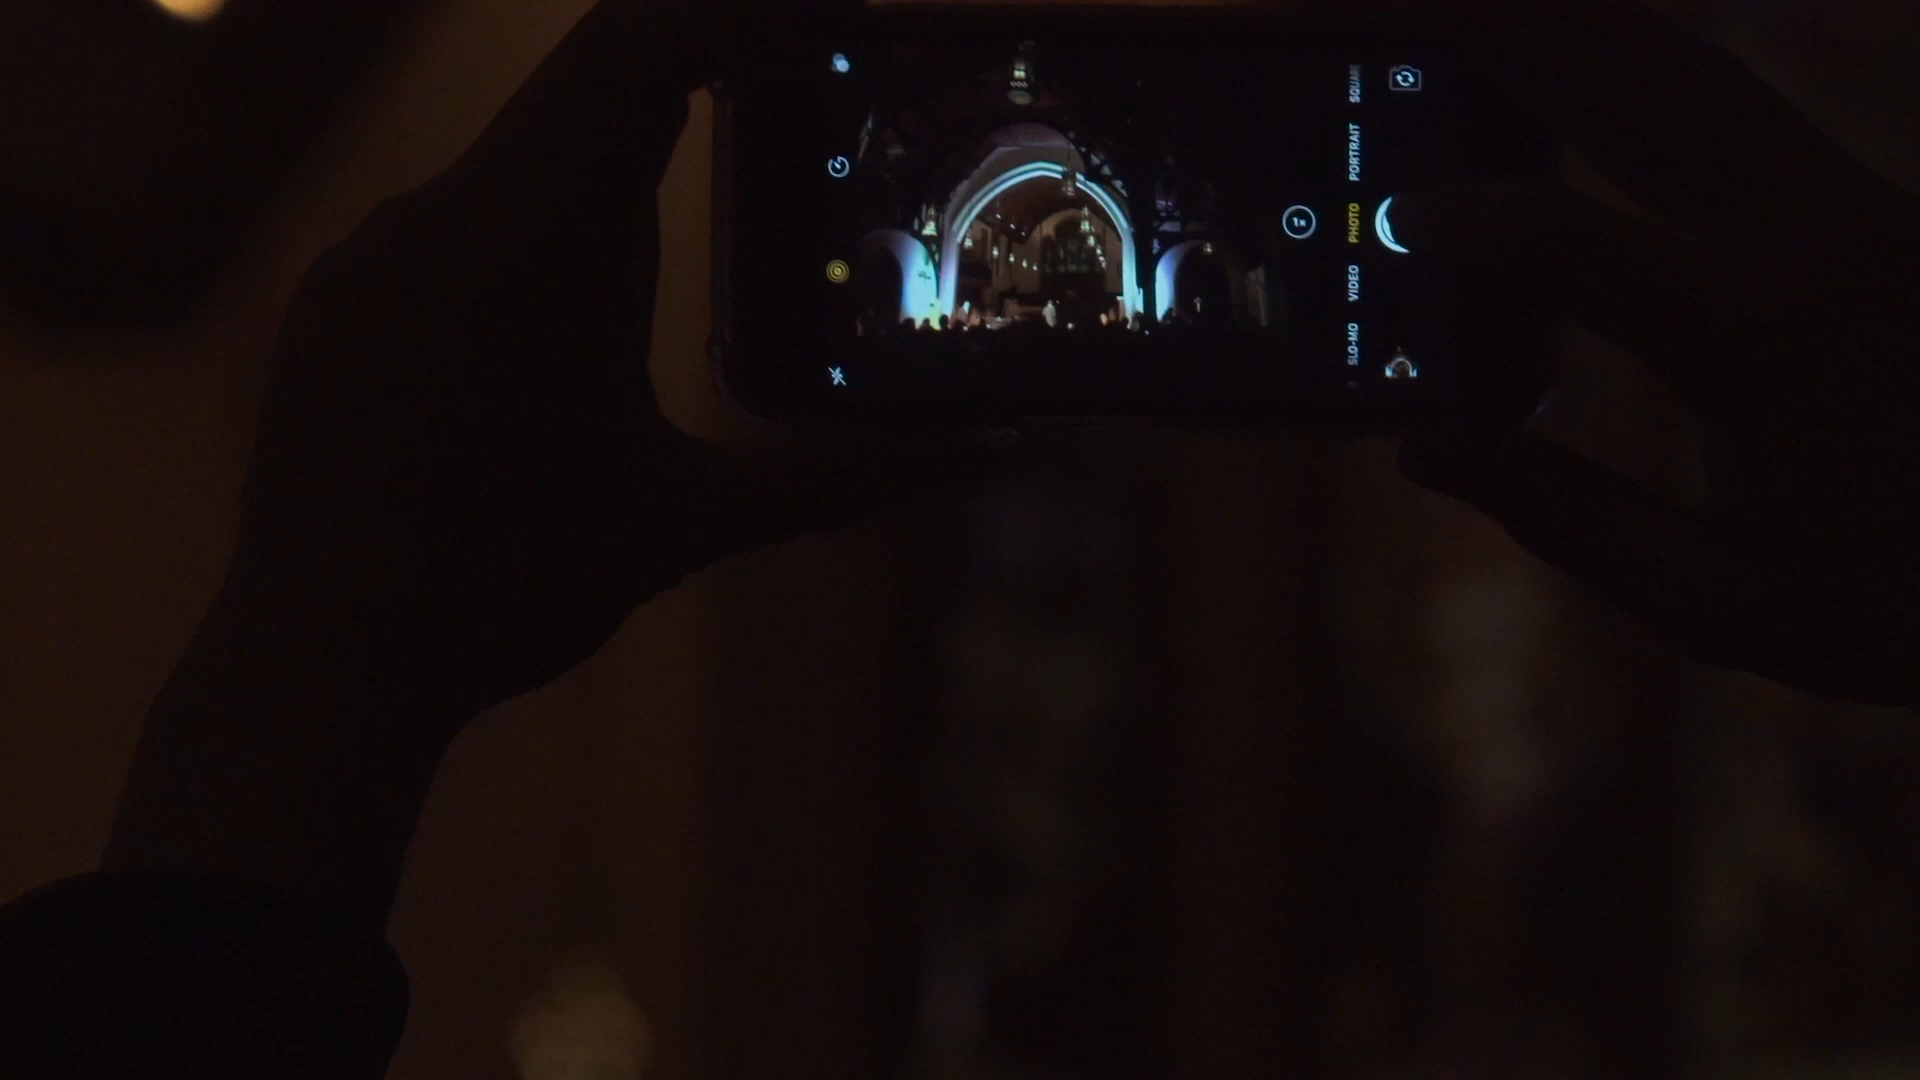 SQUARE
PORTRAIT
PHOTO
VIDEO
SLO-MO
1x